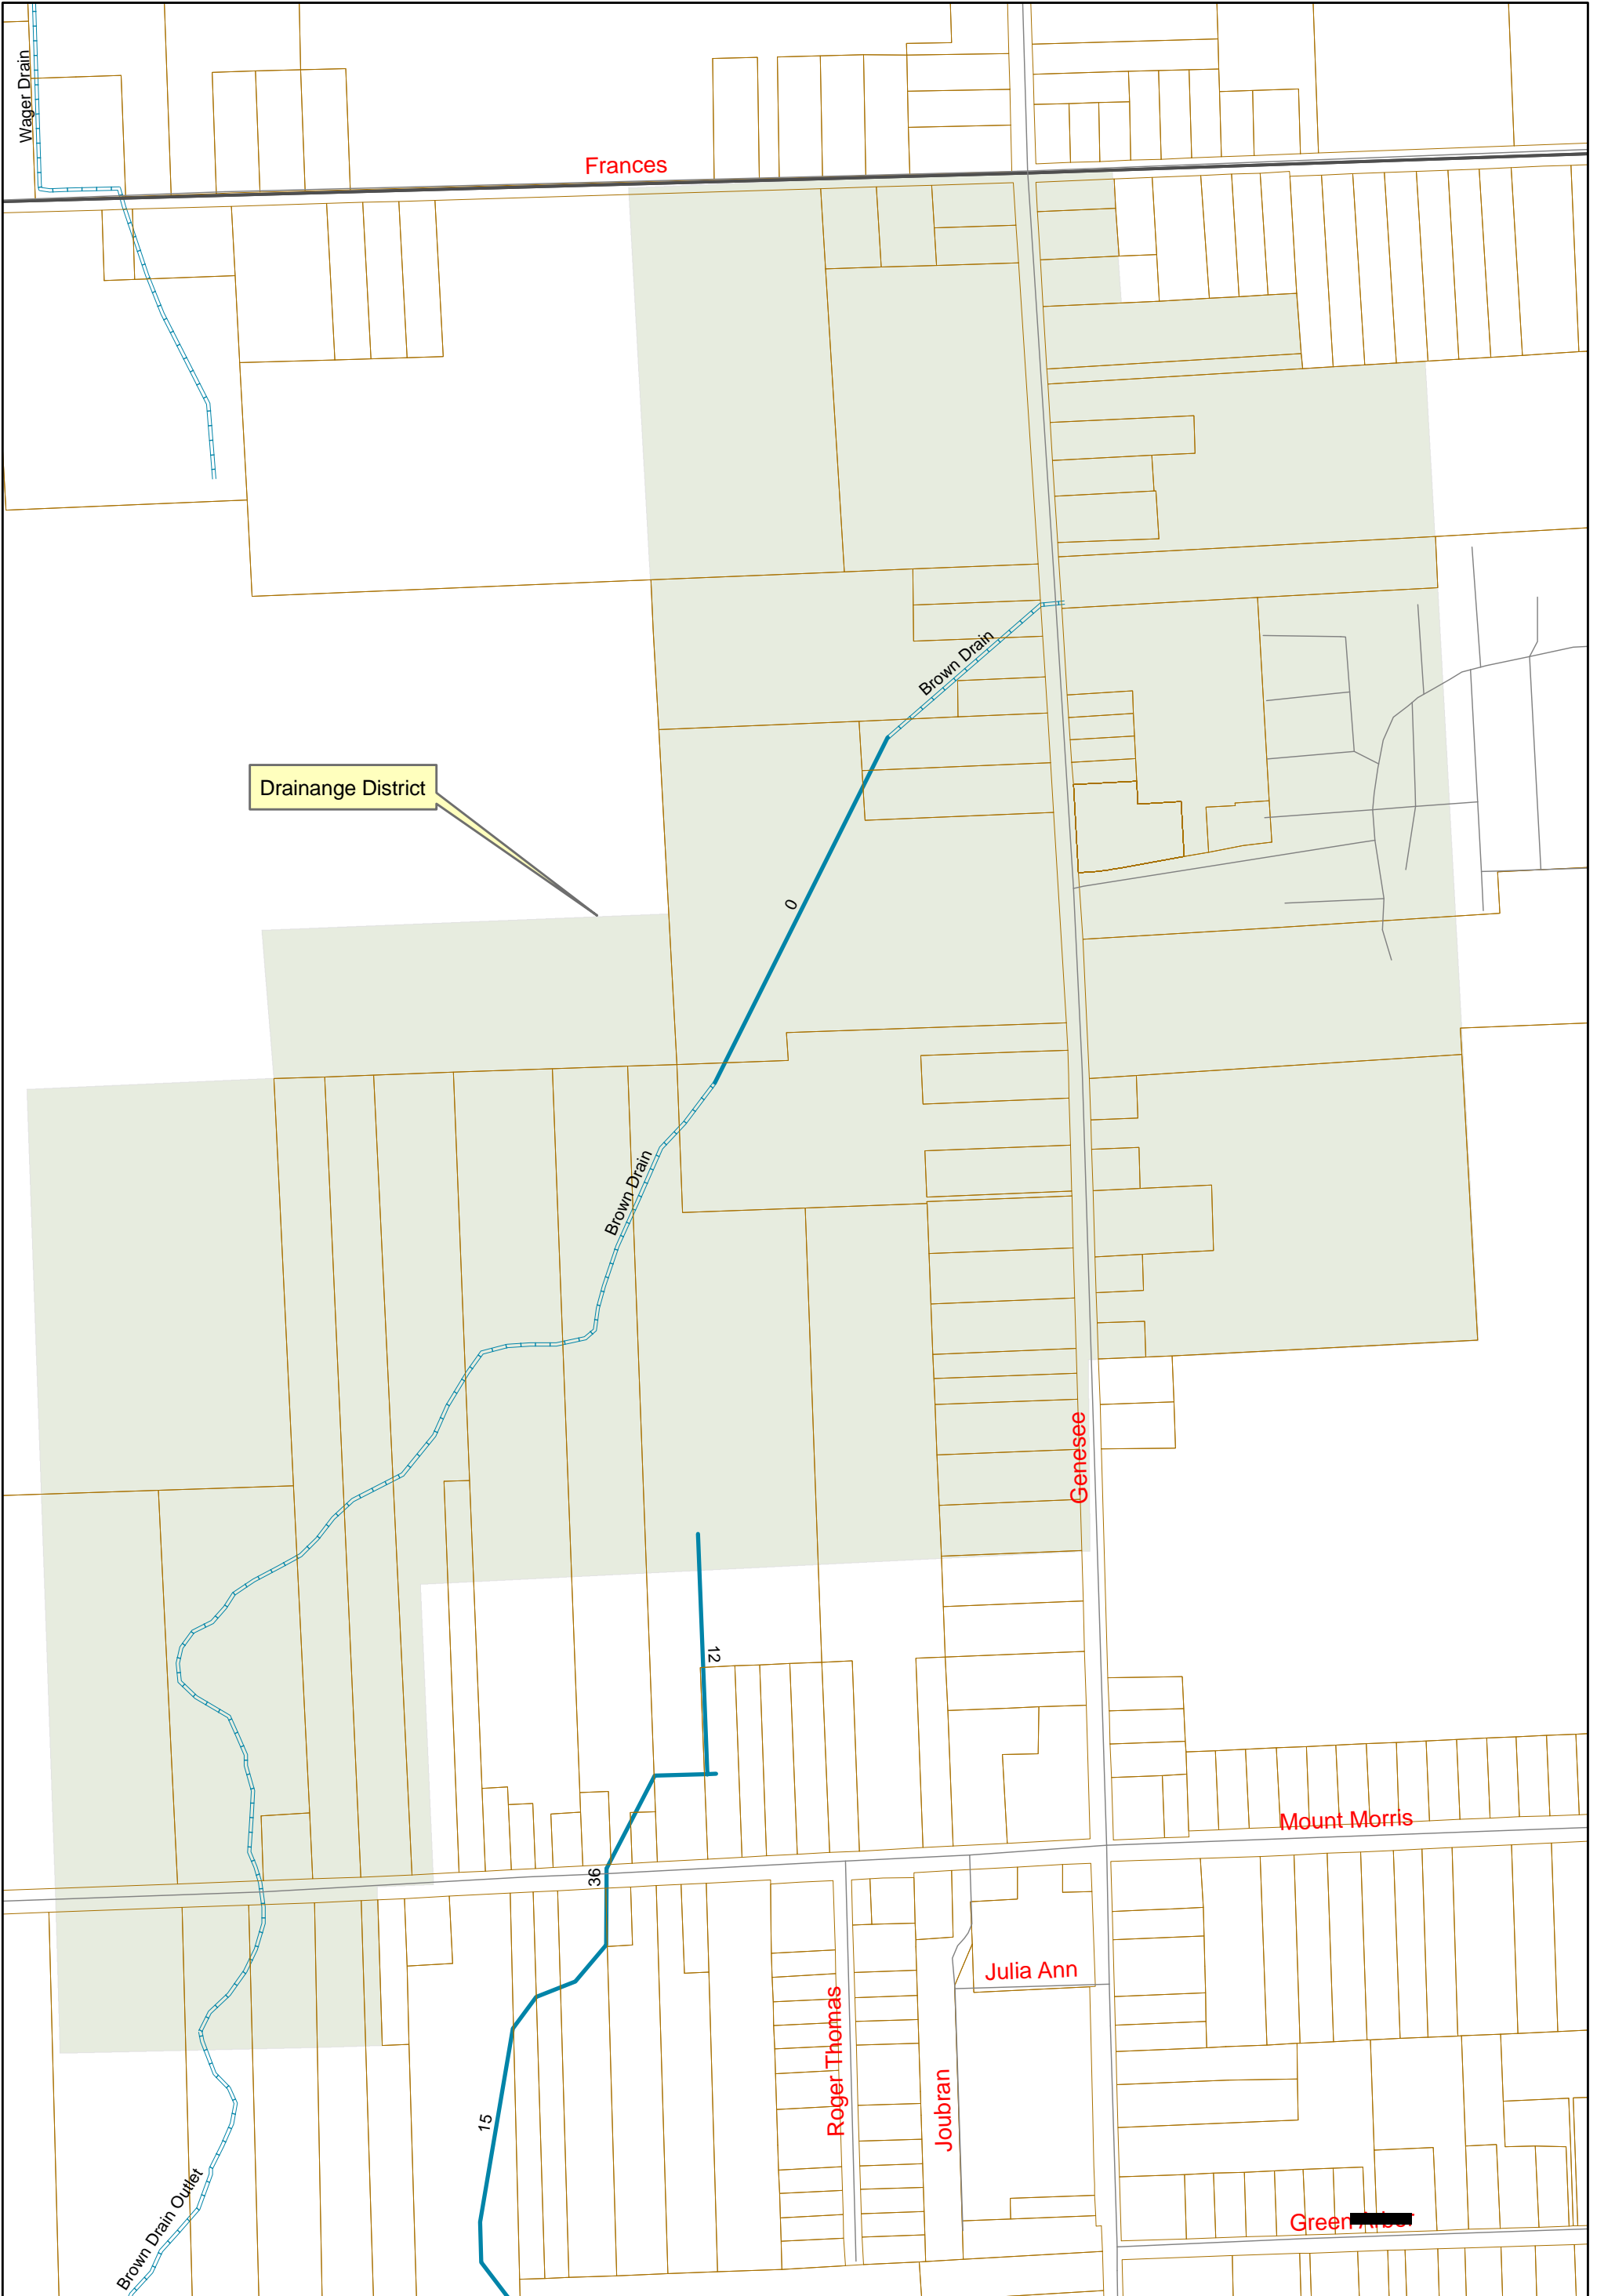 Wager Drain
Frances
Brown Drain
Drainange District
0
Brown Drain
Genesee
12
Mount Morris
36
Julia Ann
Roger Thomas
Joubran
15
Brown Drain Outlet
Green